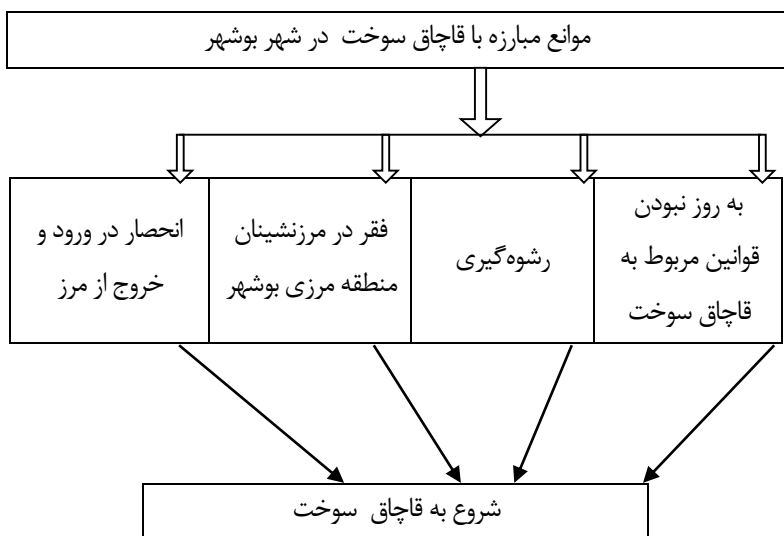 موانع مبارزه با قاچاق سوخت در شهر بوشهر
به روز نبودن
قوانین مربوط به
قاچاق سوخت
رشوه‌گیری
فقر در مرزنشینان
منطقه مرزی بوشهر
انحصار در ورود و
خروج از مرز
شروع به قاچاق سوخت